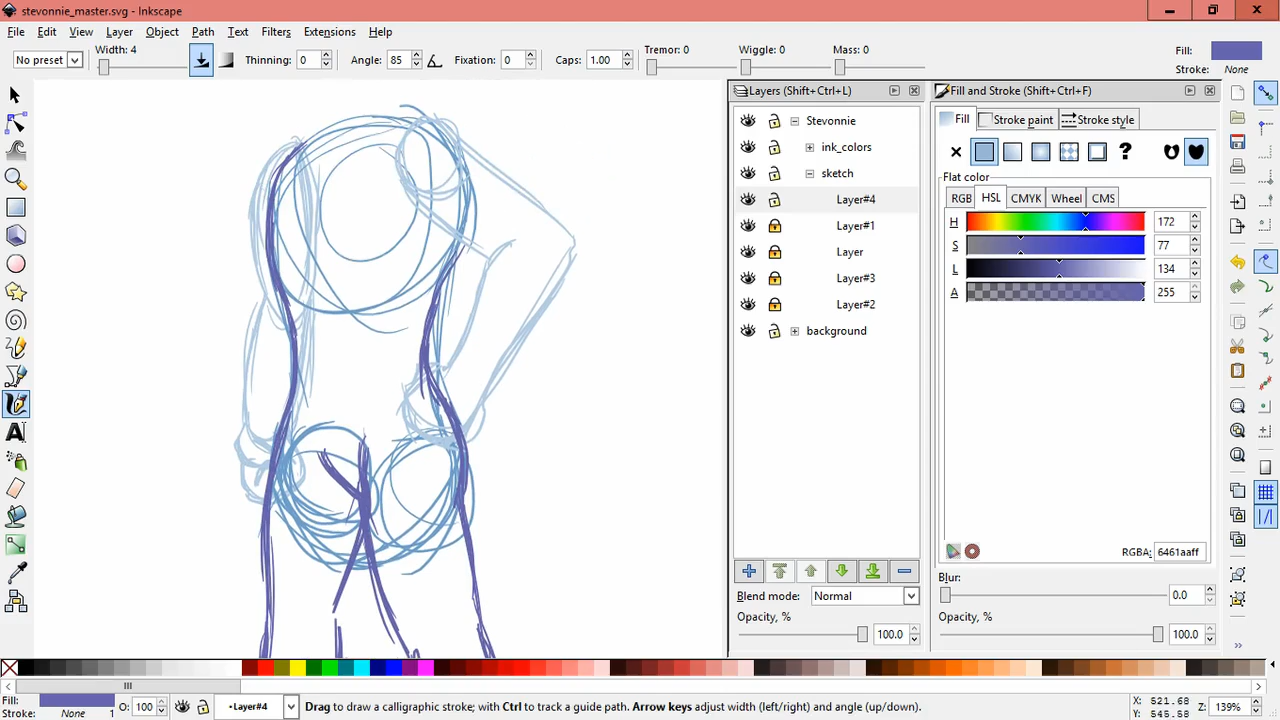 stevonnie_master.svg - Inkscape
File Edit View Layer Object Path Filters Text Extensions Help
No preset Width: 4 Thinning: 0 Angle: 85 Fixation: 0 Caps: 1.00 Tremor: 0 Wiggle: 0 Mass: 0 Fill: Stroke: None
Layers (Shift+Ctrl+L)
Stevonnie
ink_colors
sketch
Layer#4
Layer#1
Layer
Layer#3
Layer#2
background
Blend mode: Normal
Opacity, %
100.0
Fill and Stroke (Shift+Ctrl+F)
Fill Stroke paint Stroke style
?
Flat color
RGB HSL CMYK Wheel CMS
H 172
S 77
L 134
A 255
RGBA: 6461aaff
Blur:
0.0
Opacity, %
100.0
Fill: Stroke: None 1 O: 100 •Layer#4 Drag to draw a calligraphic stroke; with Ctrl to track a guide path. Arrow keys adjust width (left/right) and angle (up/down). X: 521.68 Y: 545.58 Z: 139%